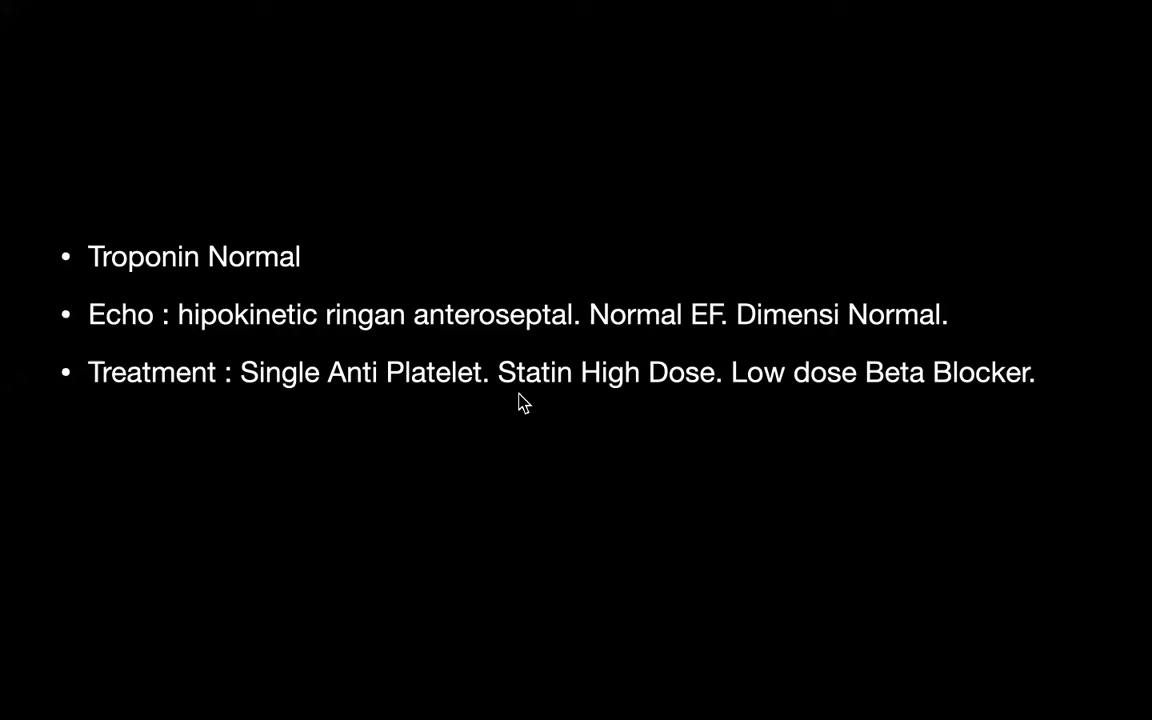 • Troponin Normal
• Echo : hipokinetic ringan anteroseptal. Normal EF. Dimensi Normal.
• Treatment : Single Anti Platelet. Statin High Dose. Low dose Beta Blocker.